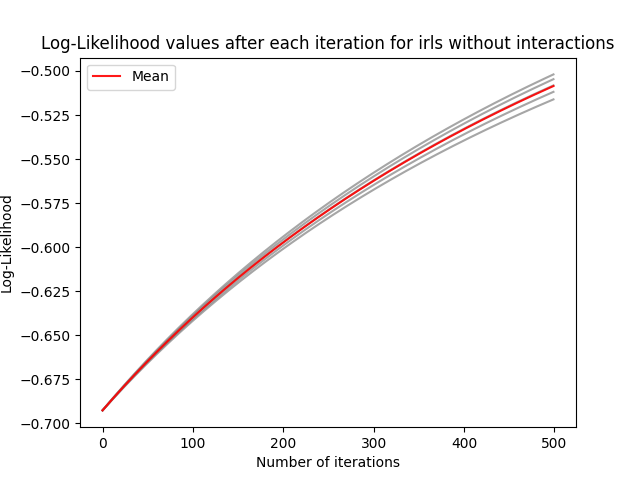 Log-Likelihood values after each iteration for irls without interactions
Mean
Log-Likelihood
−0.500
−0.525
−0.550
−0.575
−0.600
−0.625
−0.650
−0.675
−0.700
0 100 200 300 400 500
Number of iterations